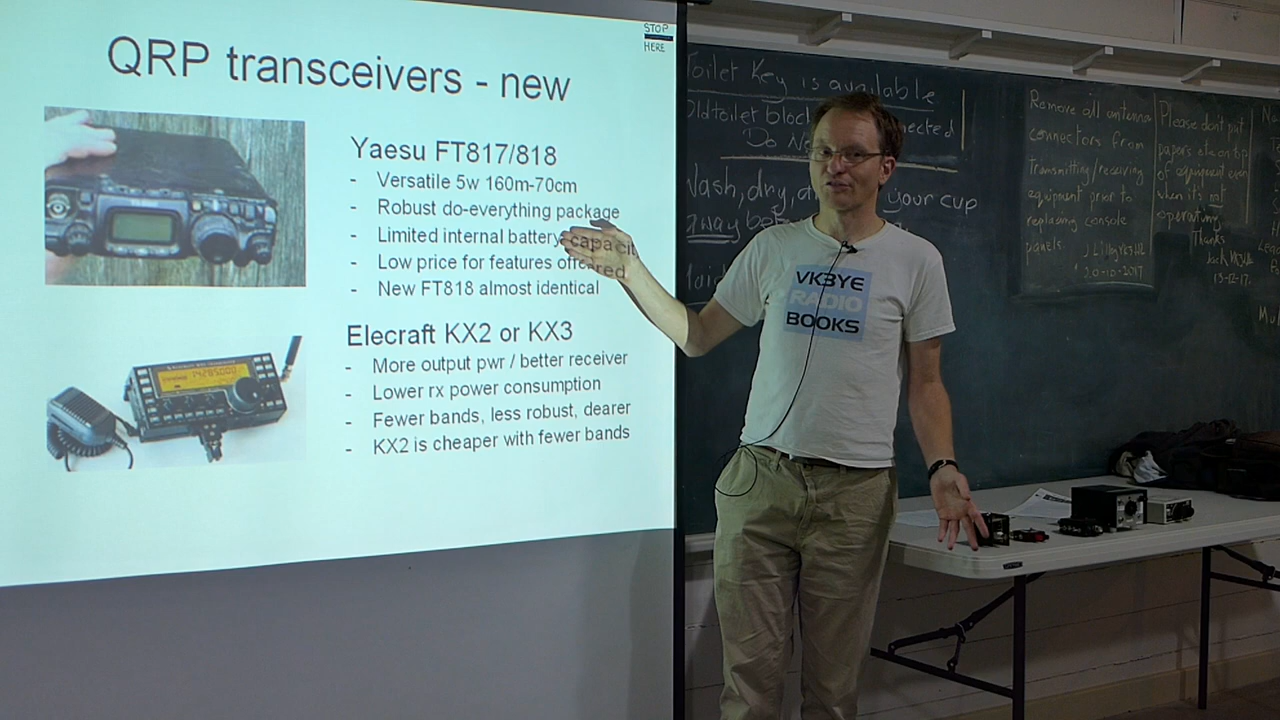 STOP
HERE
QRP transceivers - new
Yaesu FT817/818
- Versatile 5w 160m-70cm
- Robust do-everything package
- Limited internal battery capacit
- Low price for features offered
- New FT818 almost identical
Elecraft KX2 or KX3
- More output pwr / better receiver
- Lower rx power consumption
- Fewer bands, less robust, dearer
- KX2 is cheaper with fewer bands
VK3YE
RADIO
BOOKS
Toilet Key is available
Old toilet block
Do
Wash, dry,
your cup
away
Remove all antenna
connectors from
transmitting/receiving
equipment prior to
replacing console
panels.
20-10-2017
Please don't put
papers etc on top
of equipment even
when it's not
operating.
Thanks
13-12-17.